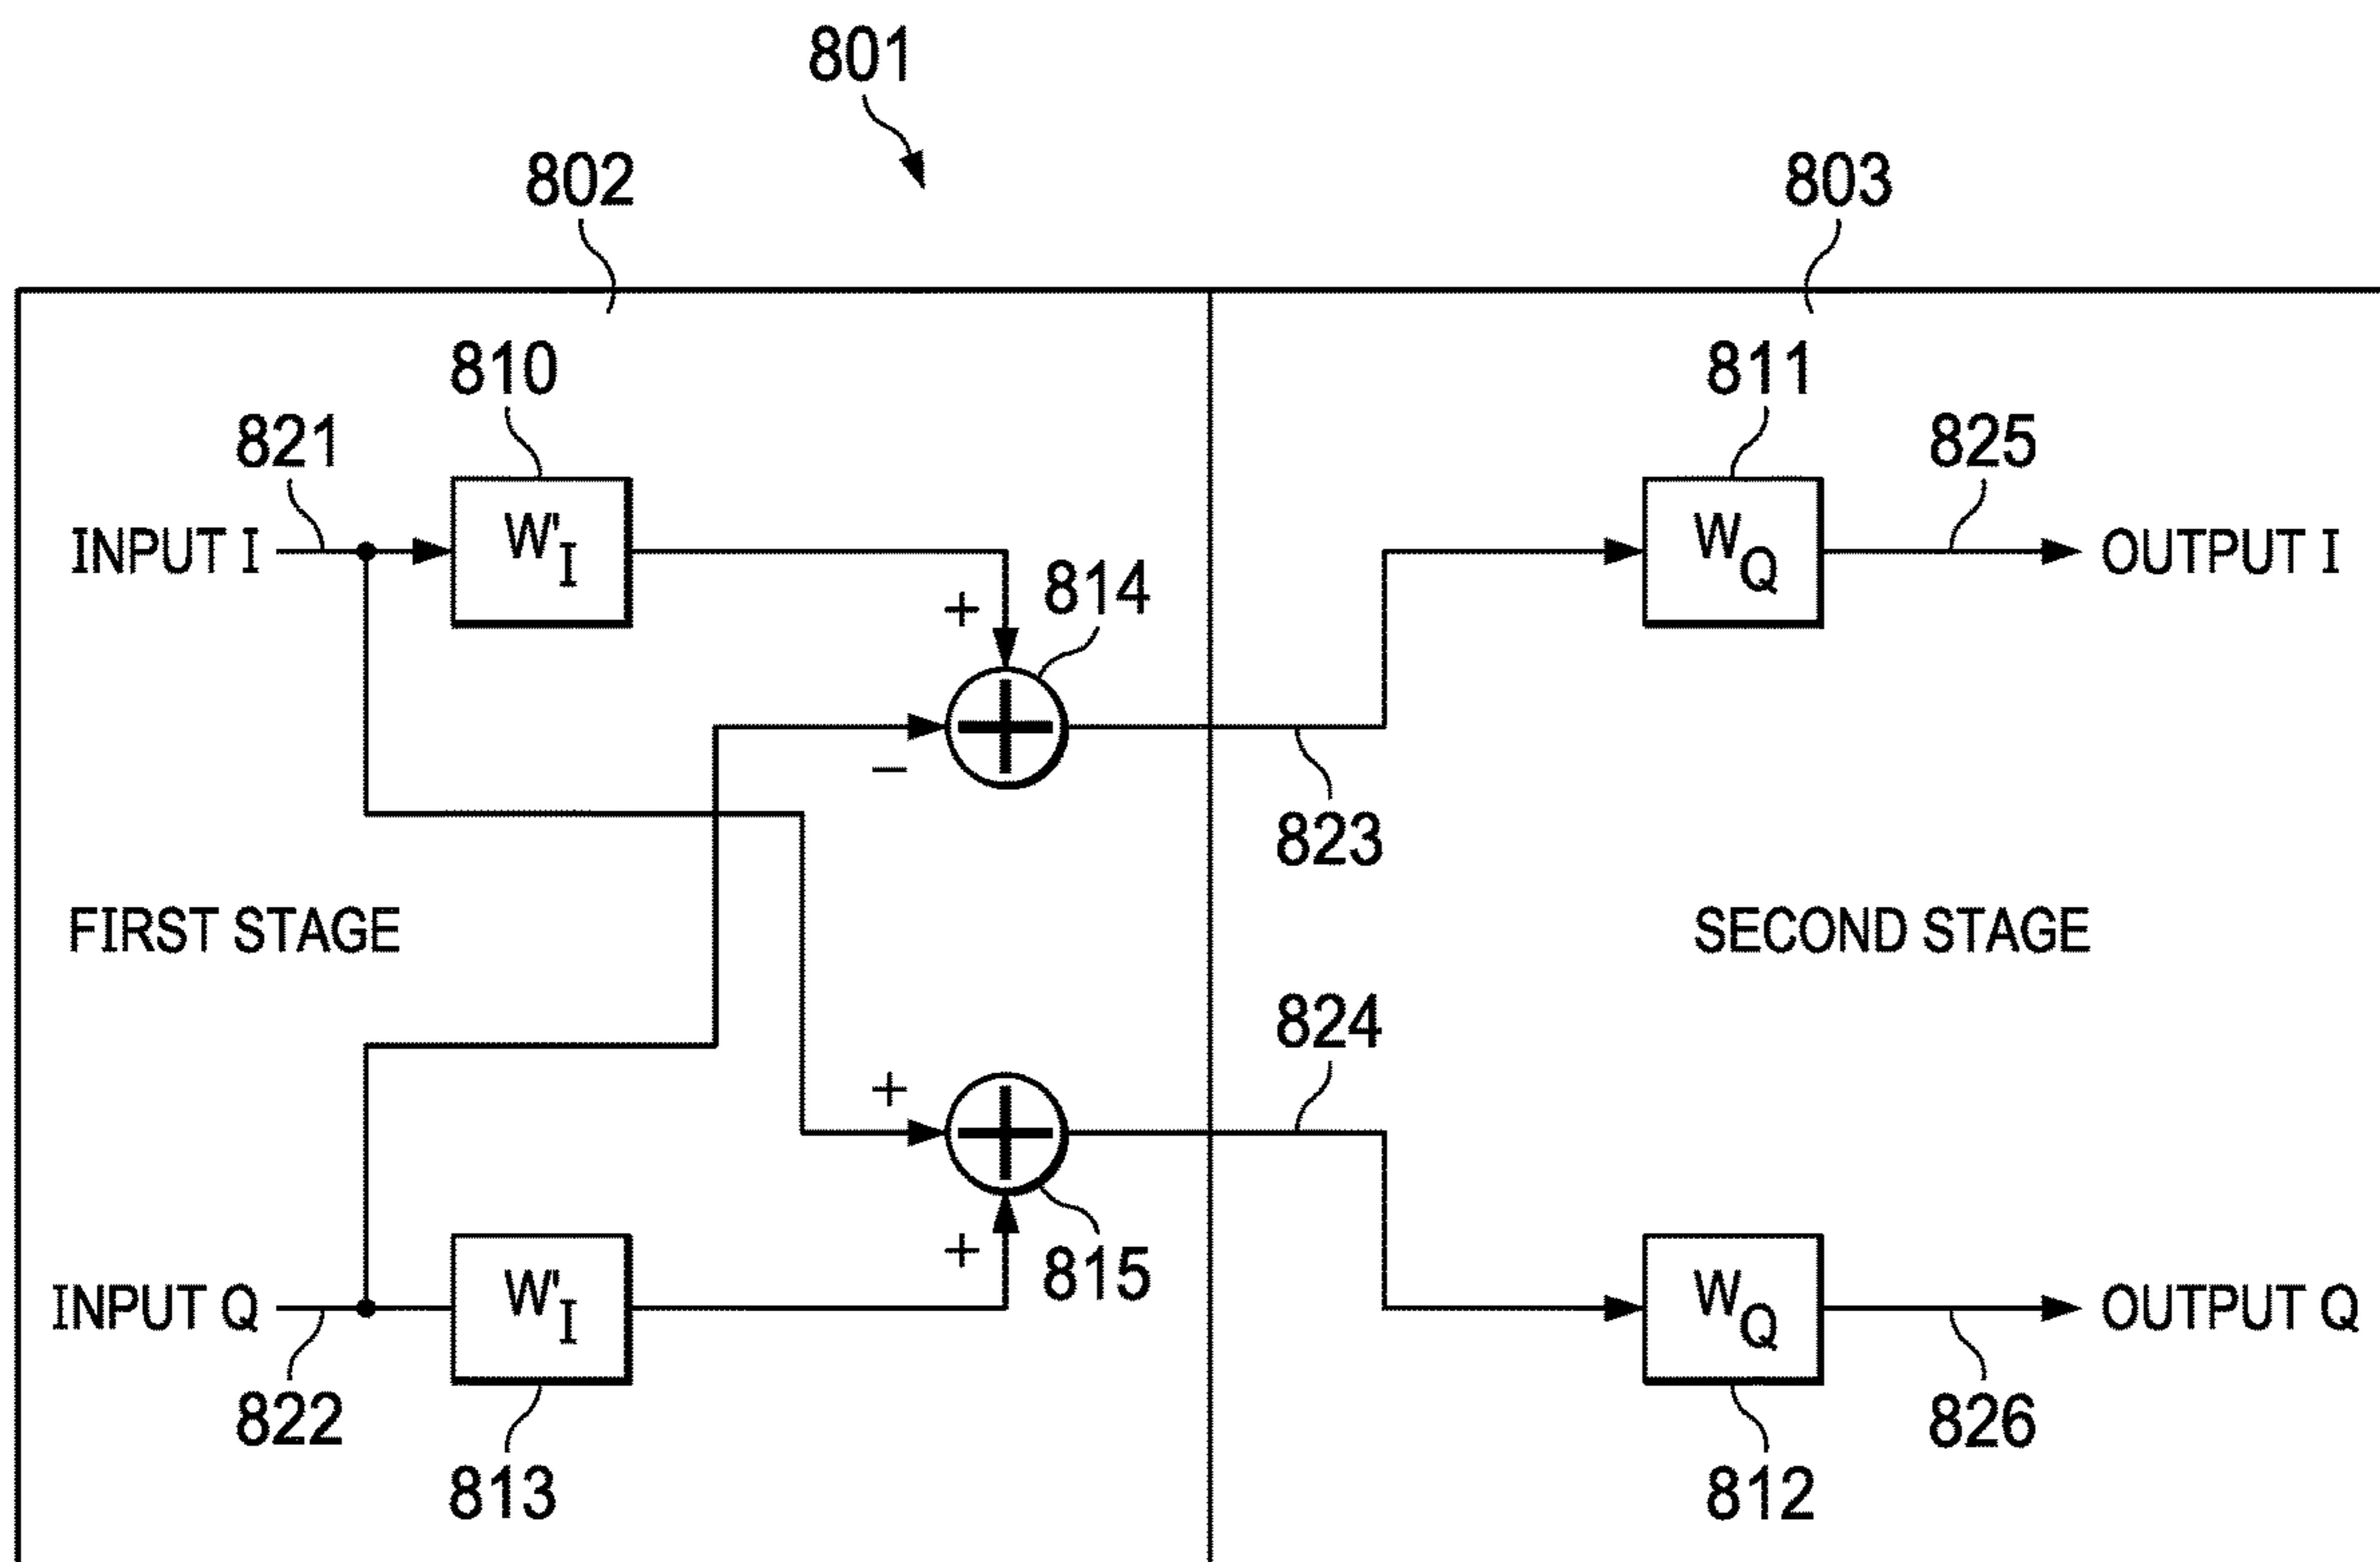 801
802
803
810
811
821
825
INPUT I
W'I
WQ
OUTPUT I
+
814
−
823
FIRST STAGE
SECOND STAGE
824
+
+
815
INPUT Q
W'I
WQ
OUTPUT Q
822
826
813
812